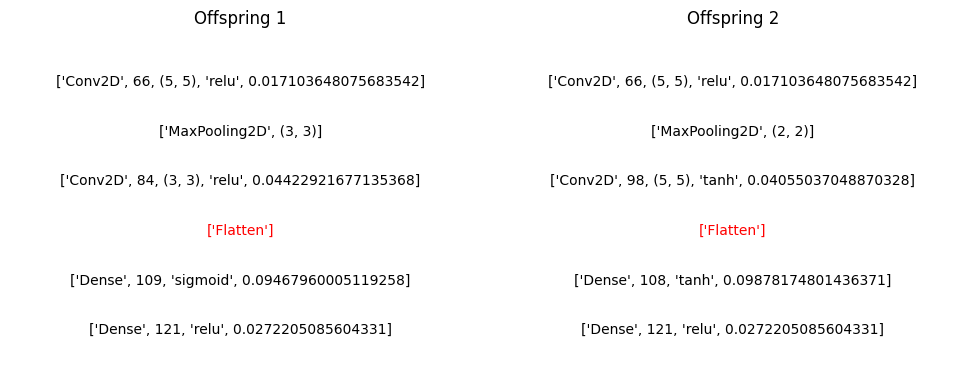 Offspring 1
['Conv2D', 66, (5, 5), 'relu', 0.017103648075683542]
['MaxPooling2D', (3, 3)]
['Conv2D', 84, (3, 3), 'relu', 0.04422921677135368]
['Flatten']
['Dense', 109, 'sigmoid', 0.09467960005119258]
['Dense', 121, 'relu', 0.0272205085604331]
Offspring 2
['Conv2D', 66, (5, 5), 'relu', 0.017103648075683542]
['MaxPooling2D', (2, 2)]
['Conv2D', 98, (5, 5), 'tanh', 0.04055037048870328]
['Flatten']
['Dense', 108, 'tanh', 0.09878174801436371]
['Dense', 121, 'relu', 0.0272205085604331]